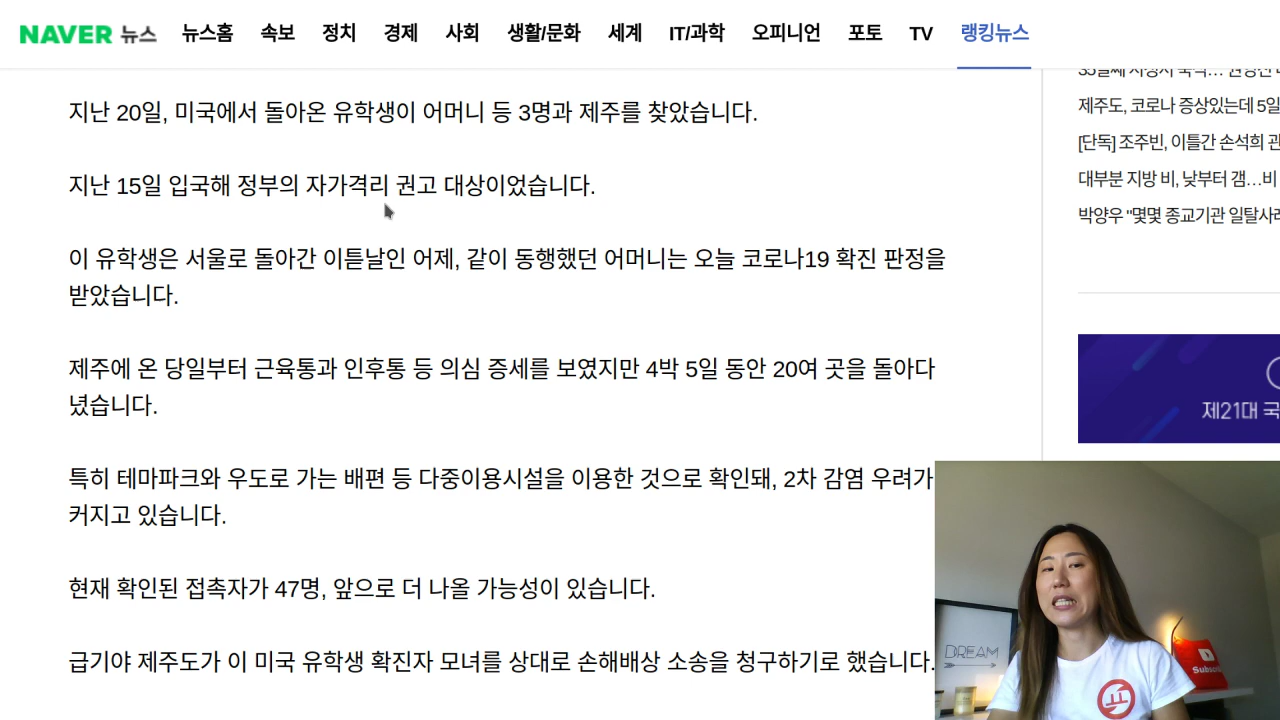 NAVER 뉴스 뉴스홈 속보 정치 경제 사회 생활/문화 세계 IT/과학 오피니언 포토 TV 랭킹뉴스
지난 20일, 미국에서 돌아온 유학생이 어머니 등 3명과 제주를 찾았습니다.
지난 15일 입국해 정부의 자가격리 권고 대상이었습니다.
이 유학생은 서울로 돌아간 이튿날인 어제, 같이 동행했던 어머니는 오늘 코로나19 확진 판정을
받았습니다.
제주에 온 당일부터 근육통과 인후통 등 의심 증세를 보였지만 4박 5일 동안 20여 곳을 돌아다
녔습니다.
특히 테마파크와 우도로 가는 배편 등 다중이용시설을 이용한 것으로 확인돼, 2차 감염 우려가
커지고 있습니다.
현재 확인된 접촉자가 47명, 앞으로 더 나올 가능성이 있습니다.
급기야 제주도가 이 미국 유학생 확진자 모녀를 상대로 손해배상 소송을 청구하기로 했습니다.
제주도, 코로나 증상있는데 5일
[단독] 조주빈, 이틀간 손석희 관
대부분 지방 비, 낮부터 갬…비
박양우 "몇몇 종교기관 일탈사례
제21대 국
DREAM